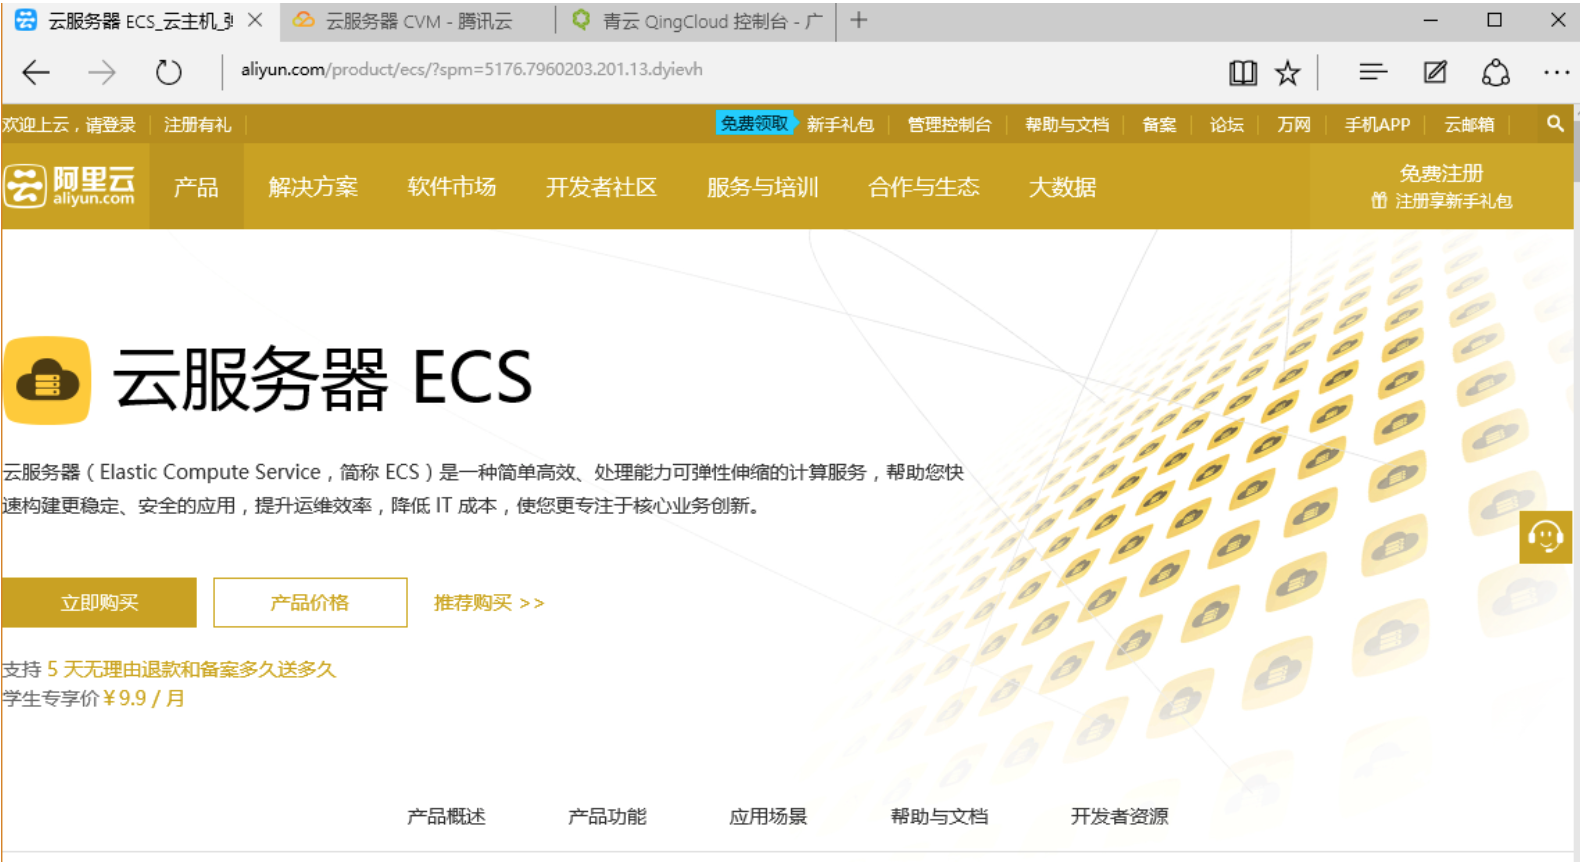 云服务器 ECS_云主机_弹
云服务器 CVM - 腾讯云
青云 QingCloud 控制台 - 广
aliyun.com/product/ecs/?spm=5176.7960203.201.13.dyievh
欢迎上云，请登录 注册有礼 免费领取 新手礼包 管理控制台 帮助与文档 备案 论坛 万网 手机APP 云邮箱
阿里云
aliyun.com
产品 解决方案 软件市场 开发者社区 服务与培训 合作与生态 大数据
免费注册
注册享新手礼包
云服务器 ECS
云服务器（Elastic Compute Service，简称 ECS）是一种简单高效、处理能力可弹性伸缩的计算服务，帮助您快
速构建更稳定、安全的应用，提升运维效率，降低 IT 成本，使您更专注于核心业务创新。
立即购买 产品价格 推荐购买 >>
支持 5 天无理由退款和备案多久送多久
学生专享价 ¥ 9.9 / 月
产品概述 产品功能 应用场景 帮助与文档 开发者资源